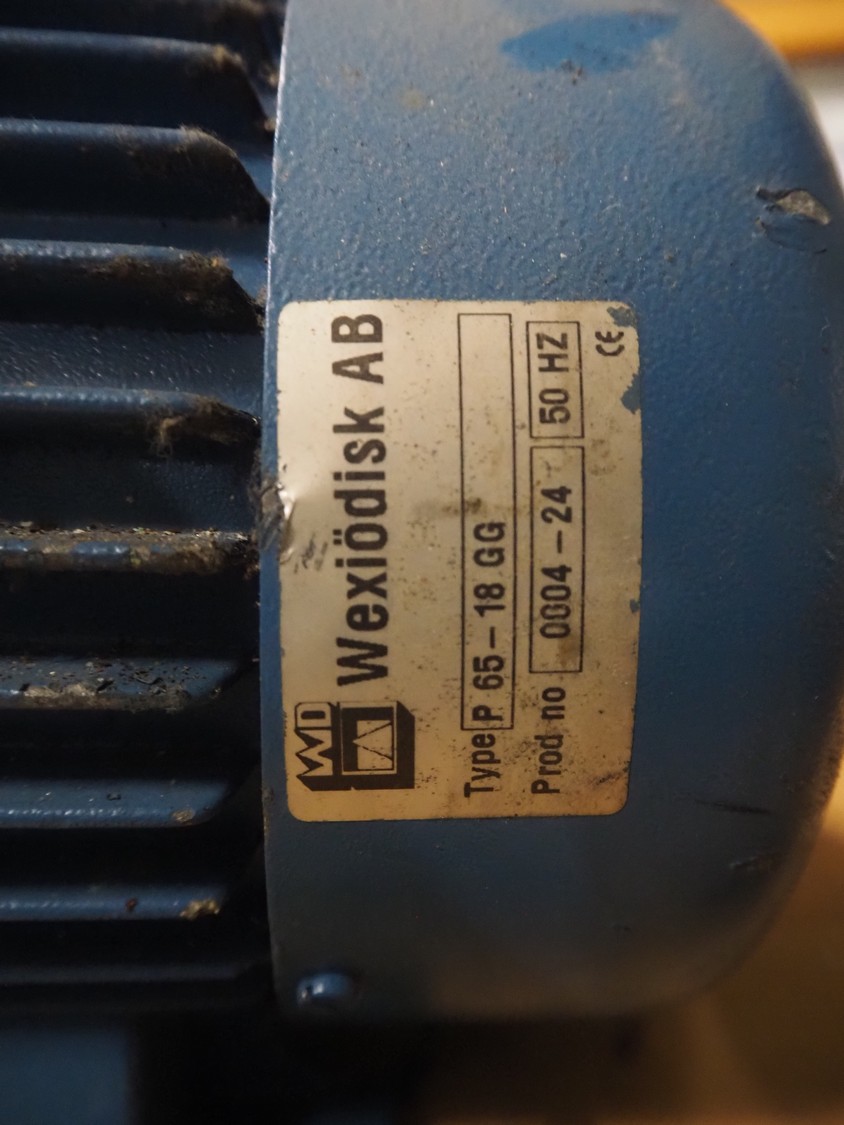 WD
Wexiödisk AB
Type P 65-18 GG
Prod no 0004-24 50 HZ
CE